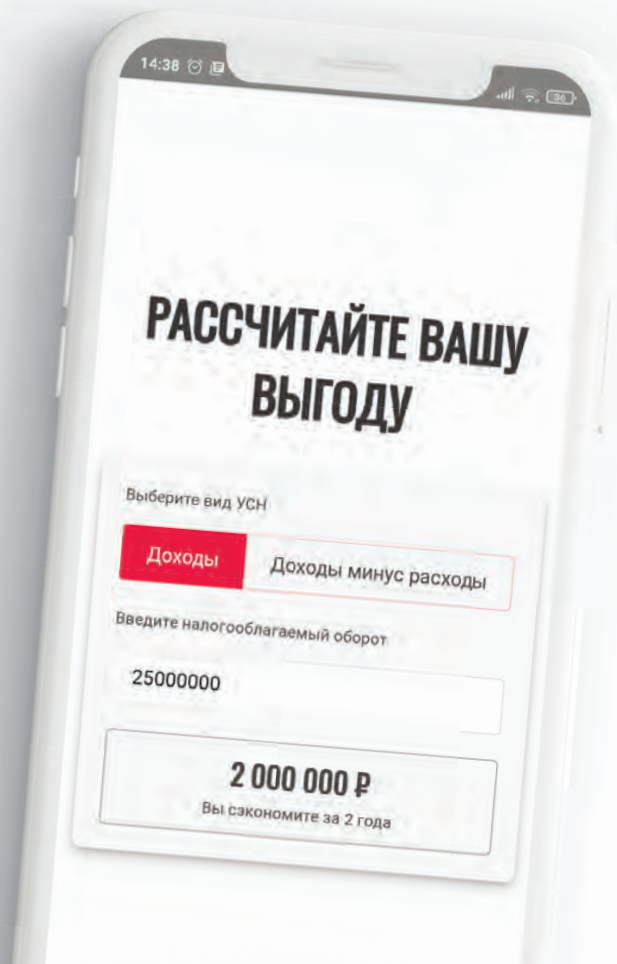 14:38
36
РАССЧИТАЙТЕ ВАШУ
ВЫГОДУ
Выберите вид УСН
Доходы
Доходы минус расходы
Введите налогооблагаемый оборот
25000000
2 000 000 ₽
Вы сэкономите за 2 года